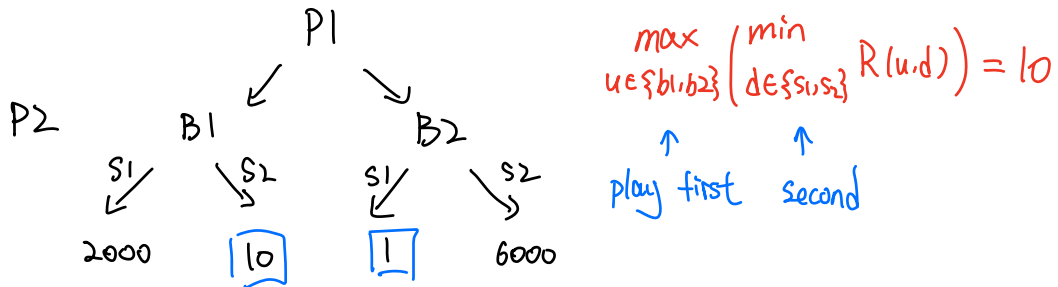 P1
P2 B1 B2
S1 S2 S1 S2
2000 10 1 6000
max ( min R(u,d) ) = 10
u∈{b1,b2} d∈{s1,s2}
↑ ↑
play first second